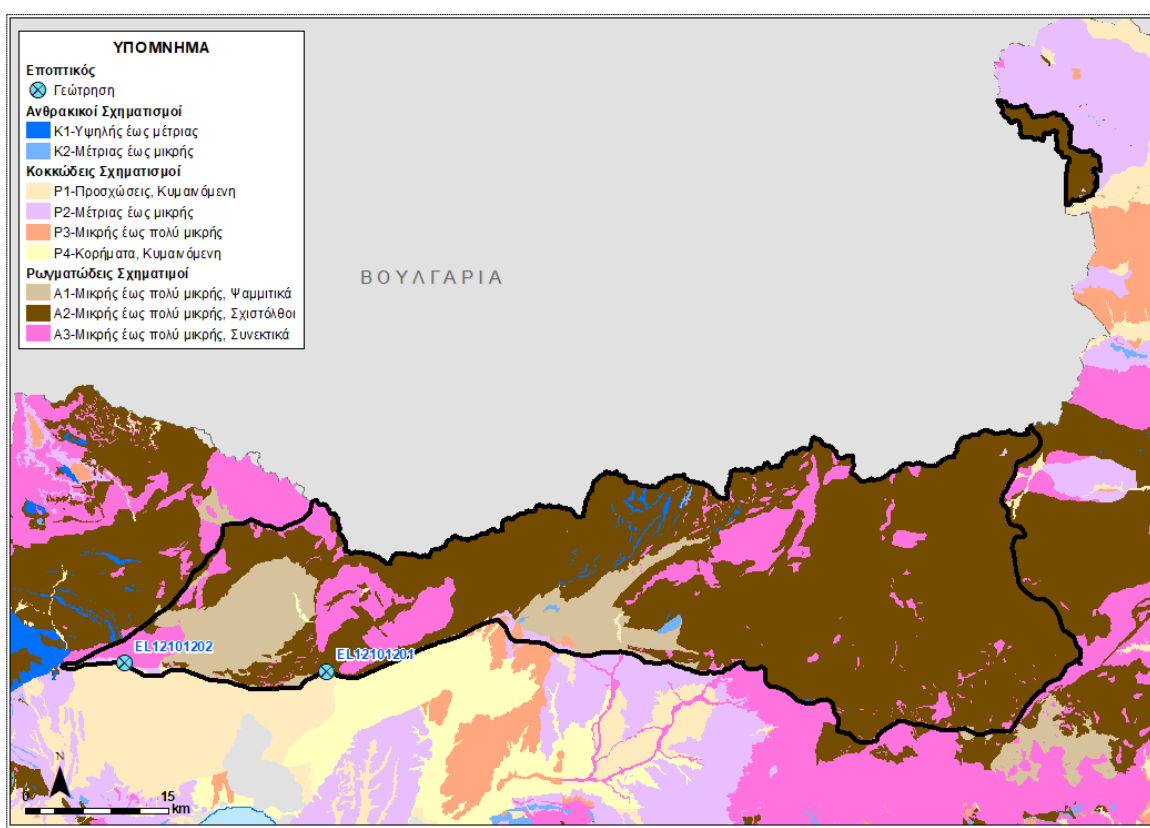 ΥΠΟΜΝΗΜΑ
Εποπτικός
Γεώτρηση
Ανθρακικοί Σχηματισμοί
Κ1-Υψηλής έως μέτριας
Κ2-Μέτριας έως μικρής
Κοκκώδεις Σχηματισμοί
Ρ1-Προσχώσεις, Κυμαινόμενη
Ρ2-Μέτριας έως μικρής
Ρ3-Μικρής έως πολύ μικρής
Ρ4-Κορήματα, Κυμαινόμενη
Ρωγματώδεις Σχηματιμοί
Α1-Μικρής έως πολύ μικρής, Ψαμμιτικά
Α2-Μικρής έως πολύ μικρής, Σχιστόλθοι
Α3-Μικρής έως πολύ μικρής, Συνεκτικά
ΒΟΥΛΓΑΡΙΑ
EL12101202
EL12101201
N
0 15
km